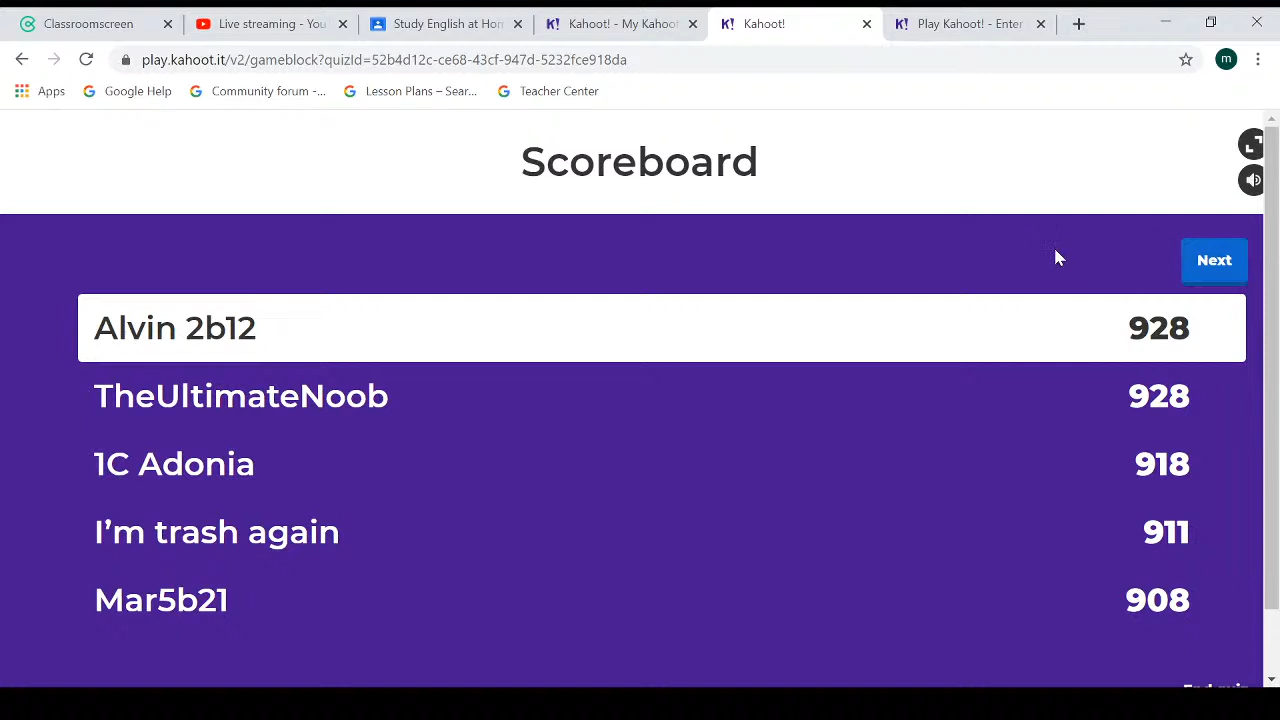 Classroomscreen
Live streaming - You
Study English at Hom
K! Kahoot! - My Kahoot
K! Kahoot!
K! Play Kahoot! - Enter
play.kahoot.it/v2/gameblock?quizId=52b4d12c-ce68-43cf-947d-5232fce918da
m
Apps
Google Help
Community forum -...
Lesson Plans – Sear...
Teacher Center
Scoreboard
Next
Alvin 2b12 928
TheUltimateNoob 928
1C Adonia 918
I’m trash again 911
Mar5b21 908